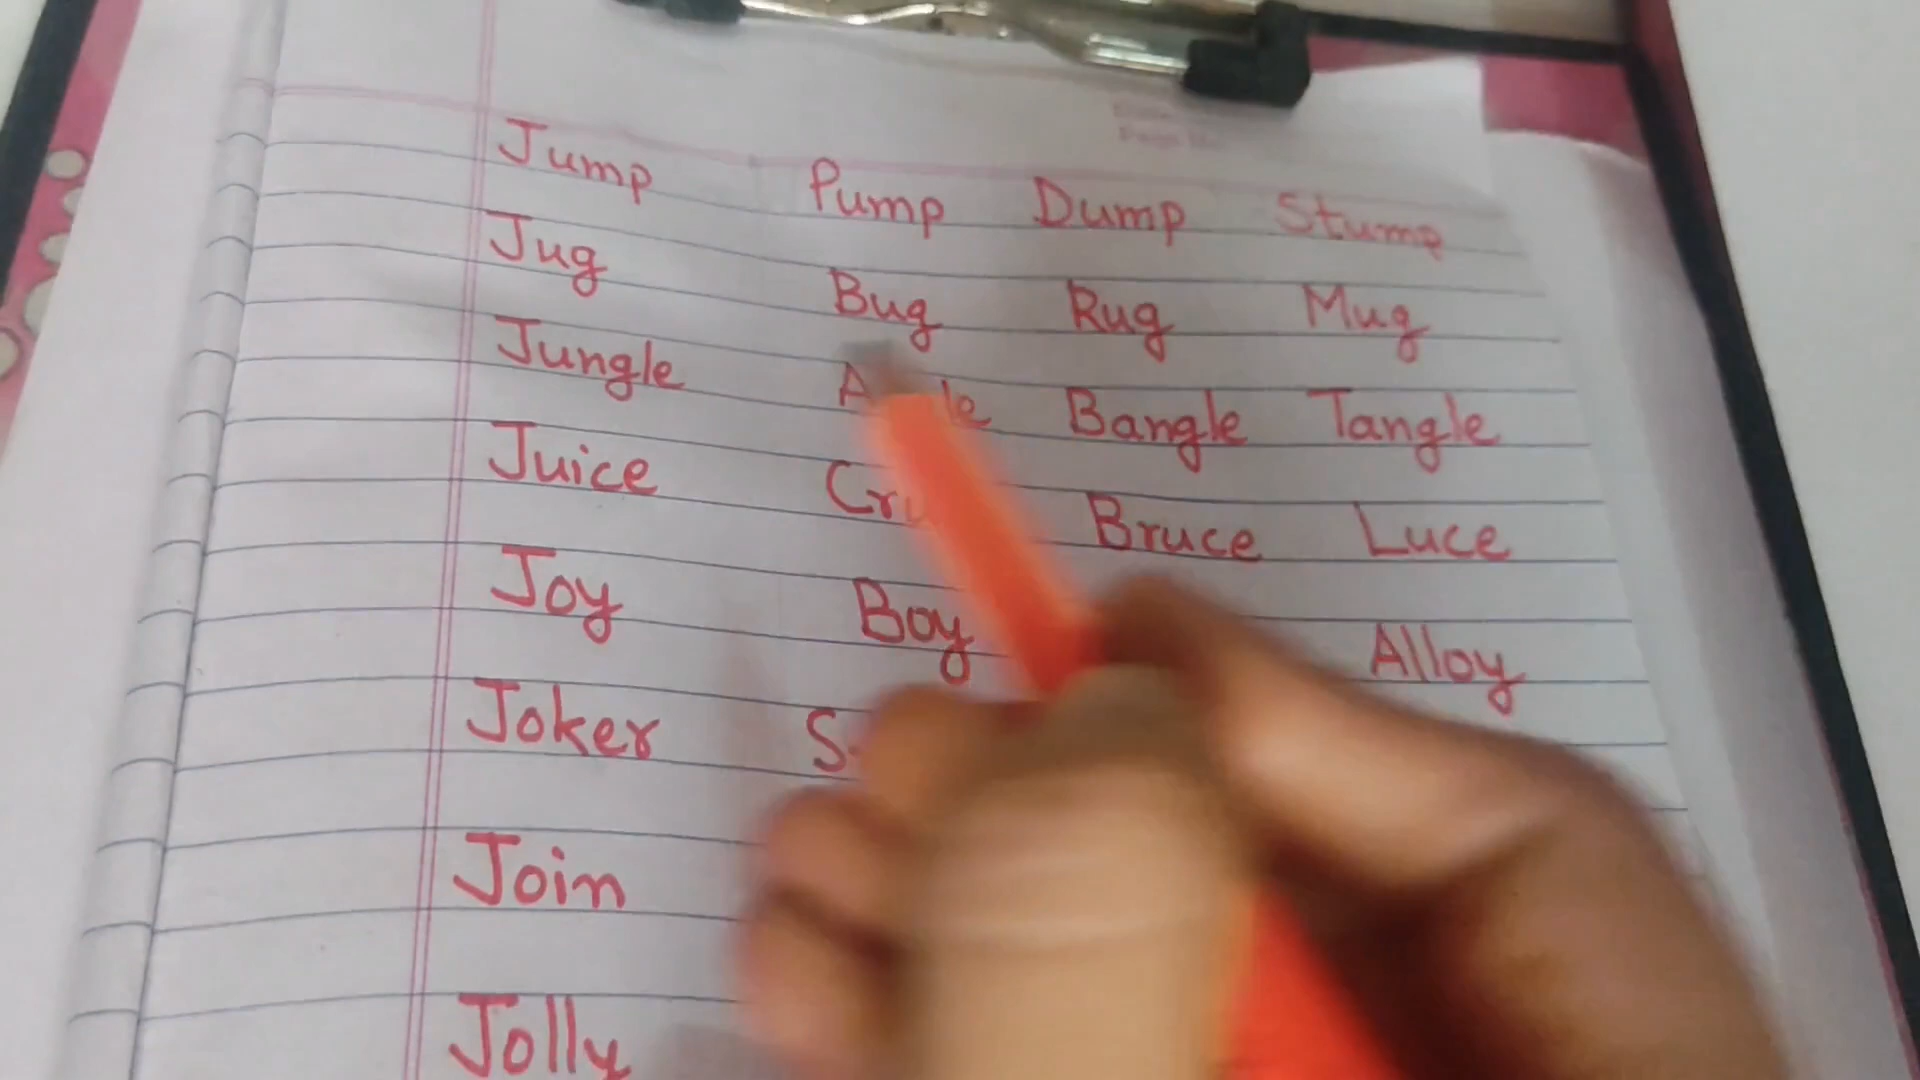 Jump Pump Dump Stump
Jug Bug Rug Mug
Jungle Bangle Tangle
Juice Bruce Luce
Joy Boy Alloy
Joker
Join
Jolly